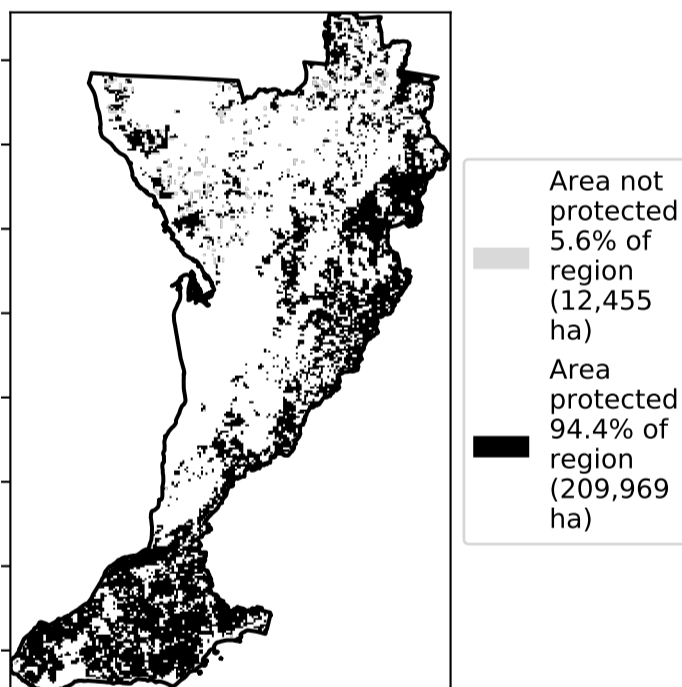 Area not
protected
5.6% of
region
(12,455
ha)
Area
protected
94.4% of
region
(209,969
ha)